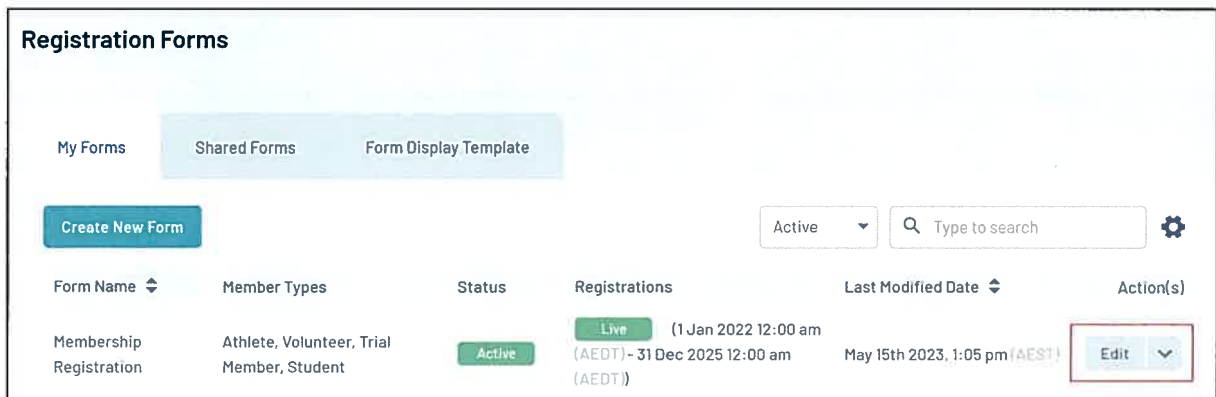 Registration Forms
My Forms Shared Forms Form Display Template
Create New Form Active Type to search
Form Name Member Types Status Registrations Last Modified Date Action(s)
Membership Registration Athlete, Volunteer, Trial Member, Student Active Live (1 Jan 2022 12:00 am (AEDT) - 31 Dec 2025 12:00 am (AEDT)) May 15th 2023, 1:05 pm (AEST) Edit